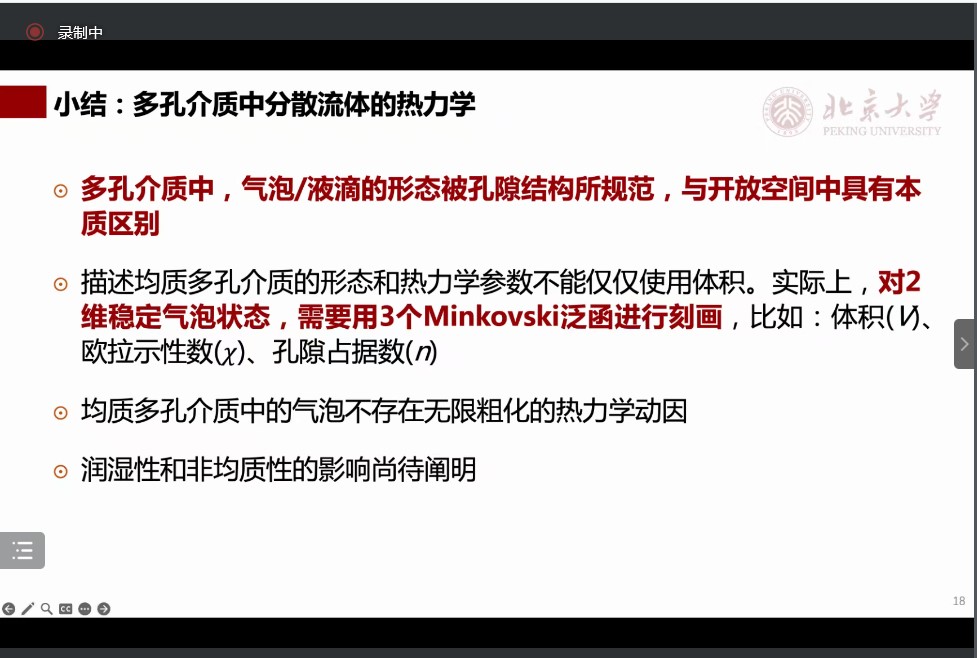 录制中
小结：多孔介质中分散流体的热力学
北京大学
PEKING UNIVERSITY
多孔介质中，气泡/液滴的形态被孔隙结构所规范，与开放空间中具有本
质区别
描述均质多孔介质的形态和热力学参数不能仅仅使用体积。实际上，对2
维稳定气泡状态，需要用3个Minkovski泛函进行刻画，比如：体积(V)、
欧拉示性数(χ)、孔隙占据数(n)
均质多孔介质中的气泡不存在无限粗化的热力学动因
润湿性和非均质性的影响尚待阐明
CC
18